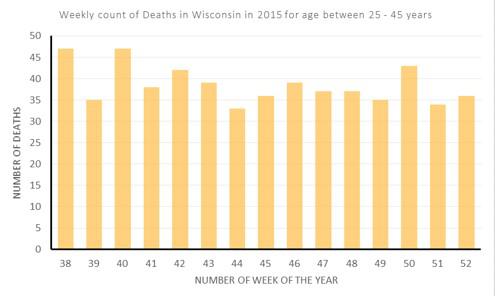 Weekly count of Deaths in Wisconsin in 2015 for age between 25 - 45 years
50
45
40
35
30
25
20
15
10
5
0
NUMBER OF DEATHS
38 39 40 41 42 43 44 45 46 47 48 49 50 51 52
NUMBER OF WEEK OF THE YEAR